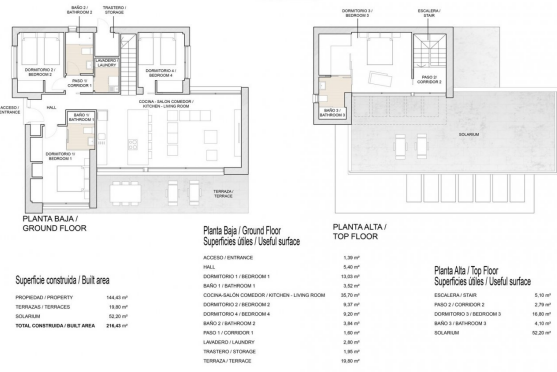 BAÑO 2 /
BATHROOM 2
TRASTERO /
STORAGE
DORMITORIO 2 /
BEDROOM 2
LAVADERO /
LAUNDRY
DORMITORIO 4 /
BEDROOM 4
PASO 1/
CORRIDOR 1
ACCESO /
ENTRANCE
HALL
BAÑO 1/
BATHROOM 1
COCINA - SALON COMEDOR /
KITCHEN - LIVING ROOM
DORMITORIO 1/
BEDROOM 1
TERRAZA /
TERRACE
PLANTA BAJA /
GROUND FLOOR
DORMITORIO 3 /
BEDROOM 3
ESCALERA /
STAIR
PASO 2/
CORRIDOR 2
BAÑO 3 /
BATHROOM 3
SOLARIUM
PLANTA ALTA /
TOP FLOOR
Superficie construida / Built area
PROPIEDAD / PROPERTY 144,43 m²
TERRAZAS / TERRACES 19,80 m²
SOLARIUM 52,20 m²
TOTAL CONSTRUIDA / BUILT AREA 216,43 m²
Planta Baja / Ground Floor
Superficies útiles / Useful surface
ACCESO / ENTRANCE 1,39 m²
HALL 5,40 m²
DORMITORIO 1 / BEDROOM 1 13,03 m²
BAÑO 1 / BATHROOM 1 3,52 m²
COCINA-SALÓN COMEDOR / KITCHEN - LIVING ROOM 35,70 m²
DORMITORIO 2 / BEDROOM 2 9,37 m²
DORMITORIO 4 / BEDROOM 4 9,20 m²
BAÑO 2 / BATHROOM 2 3,94 m²
PASO 1 / CORRIDOR 1 1,60 m²
LAVADERO / LAUNDRY 2,60 m²
TRASTERO / STORAGE 1,95 m²
TERRAZA / TERRACE 19,80 m²
Planta Alta / Top Floor
Superficies útiles / Useful surface
ESCALERA / STAIR 5,10 m²
PASO 2 / CORRIDOR 2 2,79 m²
DORMITORIO 3 / BEDROOM 3 16,80 m²
BAÑO 3 / BATHROOM 3 4,10 m²
SOLARIUM 52,20 m²